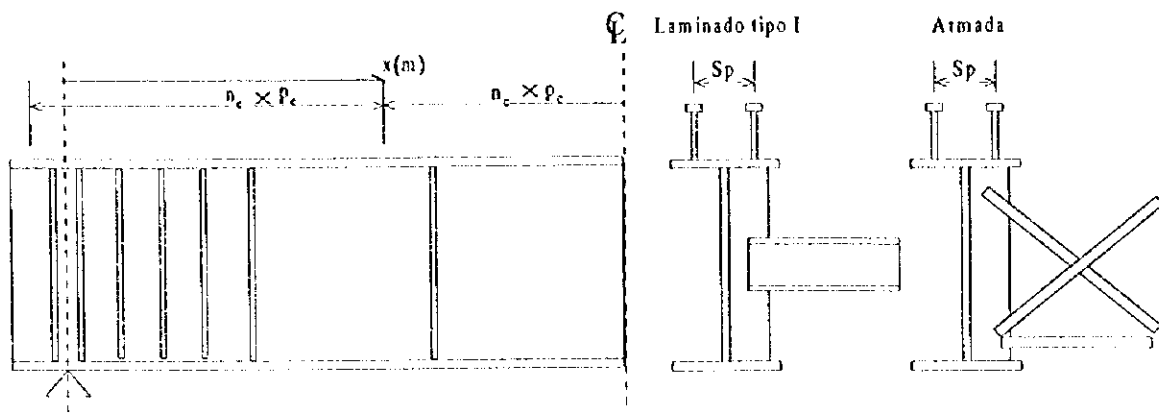 ℄ Laminado tipo I Armada
Sp Sp
x(m)
n_c × p_c n_c × p_c